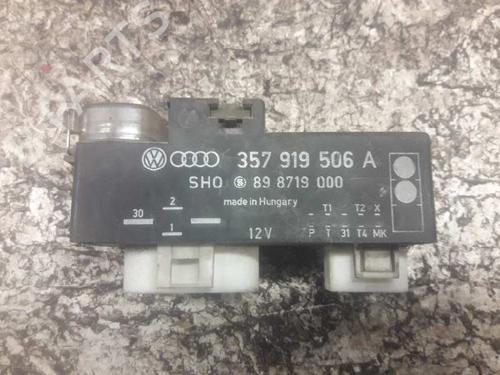 PARTS
357 919 506 A
SHO 89 8719 000
made in Hungary
2
30
1
12V
T1 T2 X
P T 31 T4 MK